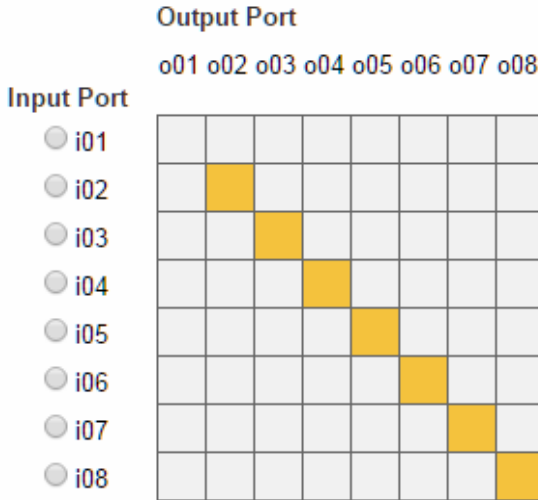 Output Port
o01 o02 o03 o04 o05 o06 o07 o08
Input Port
i01
i02
i03
i04
i05
i06
i07
i08